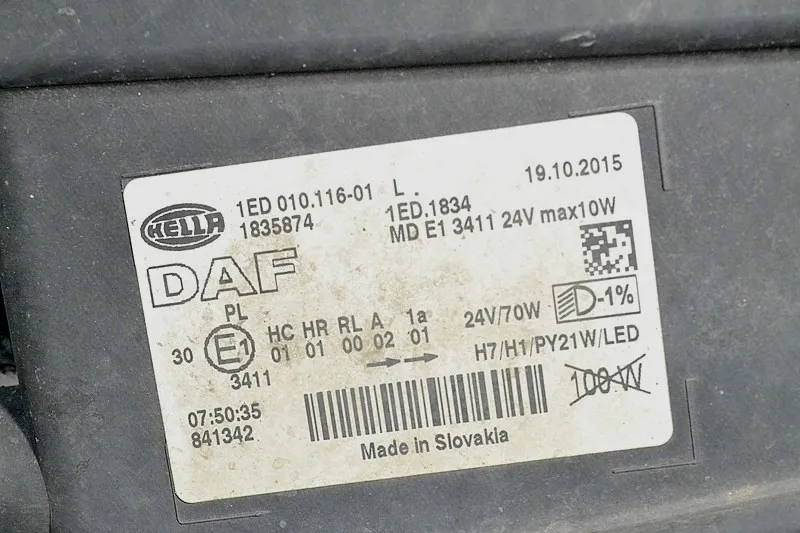 1ED 010.116-01 L . 19.10.2015
HELLA 1835874 1ED.1834
MD E1 3411 24V max10W
DAF
PL
HC HR RL A 1a 24V/70W D-1%
30 E1 01 01 00 02 01
3411 H7/H1/PY21W/LED
100 W
07:50:35
841342
Made in Slovakia